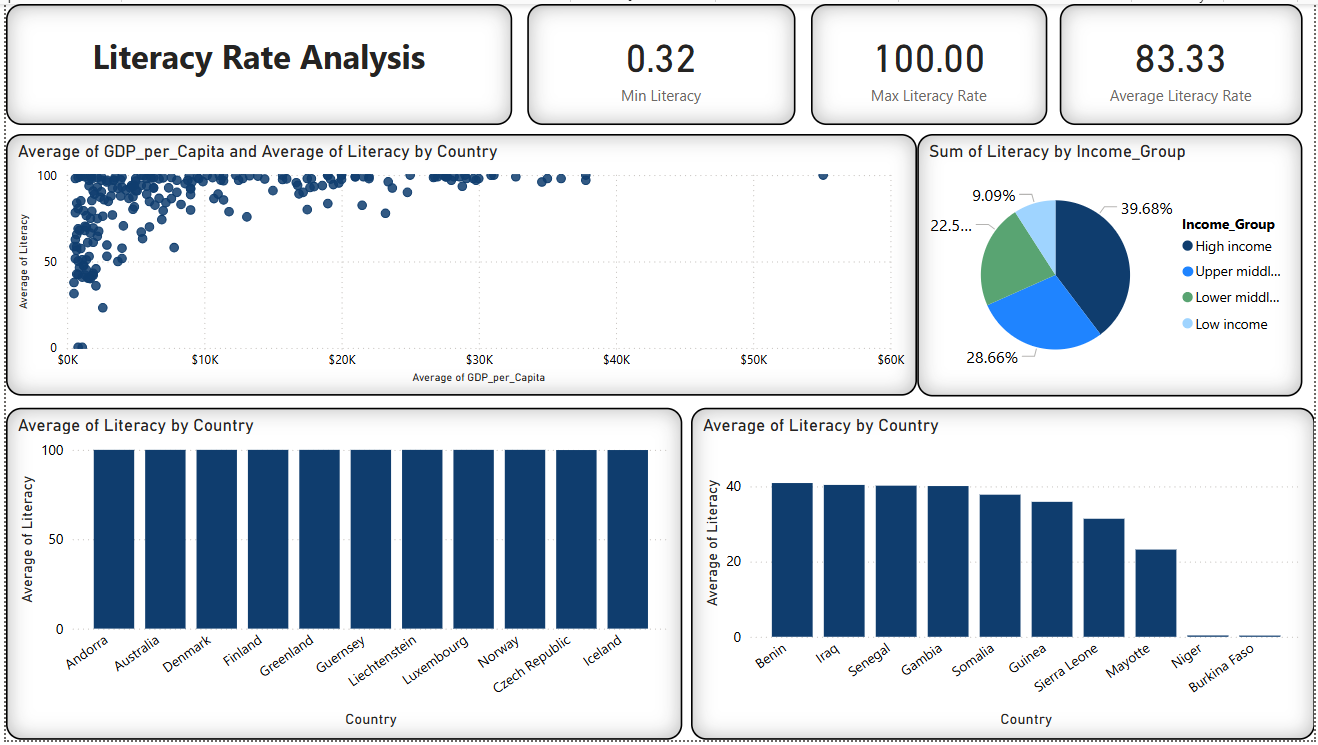 Literacy Rate Analysis
0.32
Min Literacy
100.00
Max Literacy Rate
83.33
Average Literacy Rate
Average of GDP_per_Capita and Average of Literacy by Country
Average of Literacy
100
50
0
$0K
$10K
$20K
$30K
$40K
$50K
$60K
Average of GDP_per_Capita
Sum of Literacy by Income_Group
9.09%
39.68%
22.5...
28.66%
Income_Group
High income
Upper middl...
Lower middl...
Low income
Average of Literacy by Country
Average of Literacy
100
50
0
Andorra
Australia
Denmark
Finland
Greenland
Guernsey
Liechtenstein
Luxembourg
Norway
Czech Republic
Iceland
Country
Average of Literacy by Country
Average of Literacy
40
20
0
Benin
Iraq
Senegal
Gambia
Somalia
Guinea
Sierra Leone
Mayotte
Niger
Burkina Faso
Country